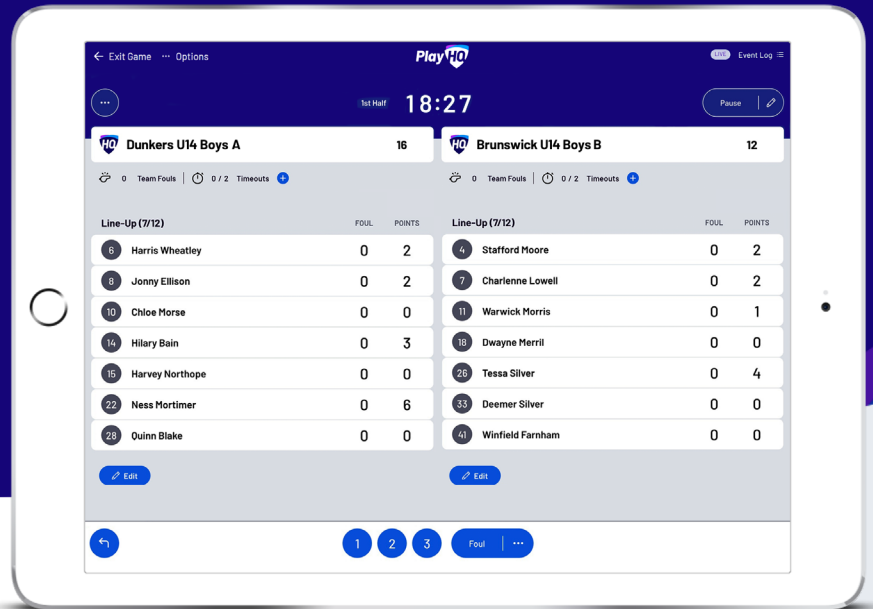 Exit Game ··· Options
Play HQ
LIVE Event Log
1st Half 18:27
Pause
HQ Dunkers U14 Boys A 16
0 Team Fouls 0 / 2 Timeouts
Line-Up (7/12) FOUL POINTS
6 Harris Wheatley 0 2
8 Jonny Ellison 0 2
10 Chloe Morse 0 0
14 Hilary Bain 0 3
15 Harvey Northope 0 0
22 Ness Mortimer 0 6
28 Quinn Blake 0 0
Edit
HQ Brunswick U14 Boys B 12
0 Team Fouls 0 / 2 Timeouts
Line-Up (7/12) FOUL POINTS
4 Stafford Moore 0 2
7 Charlenne Lowell 0 2
11 Warwick Morris 0 1
18 Dwayne Merril 0 0
26 Tessa Silver 0 4
33 Deemer Silver 0 0
41 Winfield Farnham 0 0
Edit
1 2 3 Foul ···